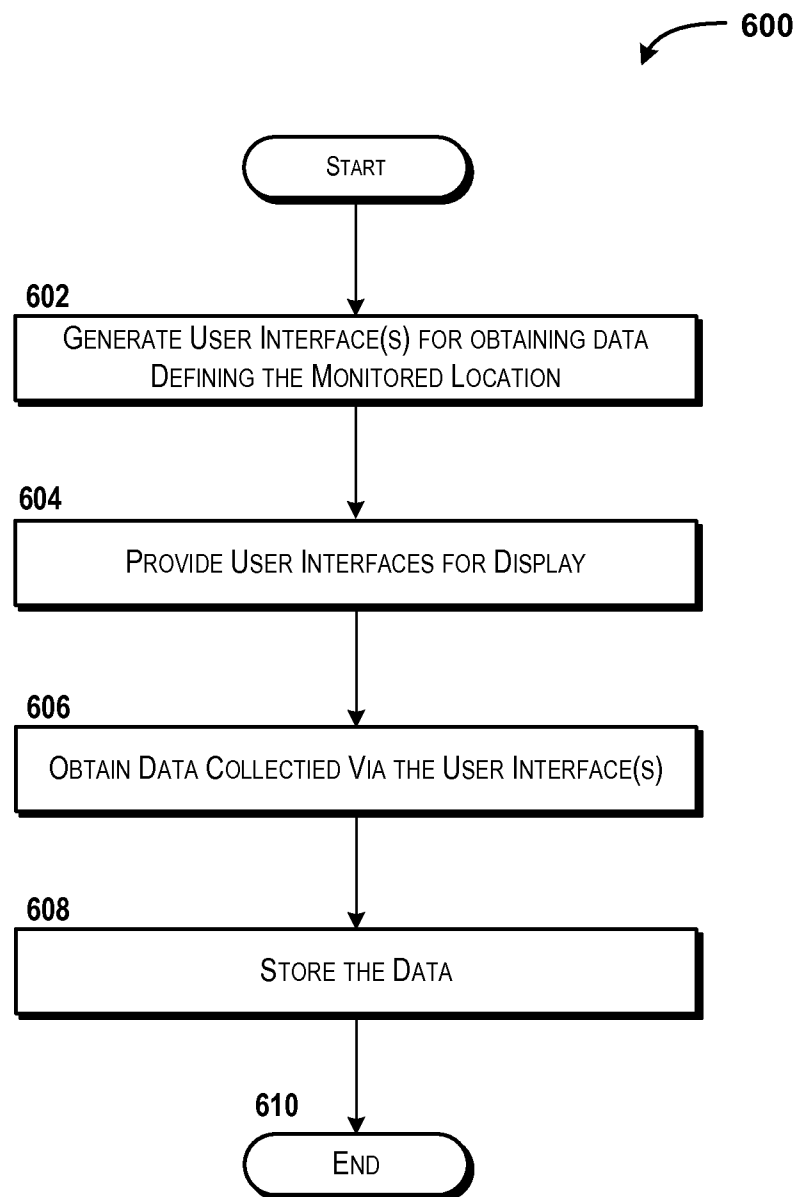 600
START
602
GENERATE USER INTERFACE(S) FOR OBTAINING DATA
DEFINING THE MONITORED LOCATION
604
PROVIDE USER INTERFACES FOR DISPLAY
606
OBTAIN DATA COLLECTIED VIA THE USER INTERFACE(S)
608
STORE THE DATA
610
END